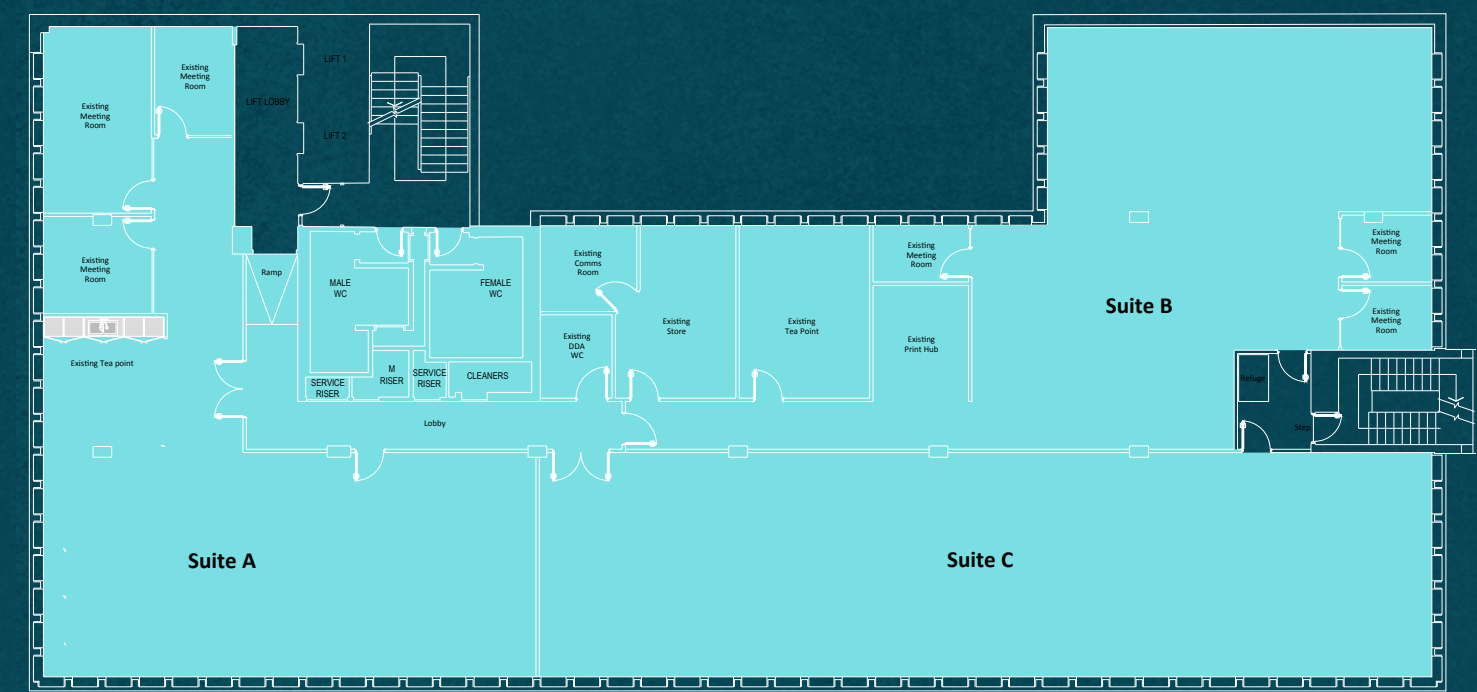 Existing
Meeting
Room
Existing
Meeting
Room
LIFT LOBBY
LIFT 1
LIFT 2
Existing
Meeting
Room
Ramp
MALE
WC
FEMALE
WC
Existing
Comms
Room
Existing
Store
Existing
Tea Point
Existing
Meeting
Room
Existing
Print Hub
Suite B
Existing
Meeting
Room
Existing
Meeting
Room
Existing Tea point
SERVICE
RISER
M
RISER
SERVICE
RISER
CLEANERS
Existing
DDA
WC
Refuge
Step
Lobby
Suite A
Suite C